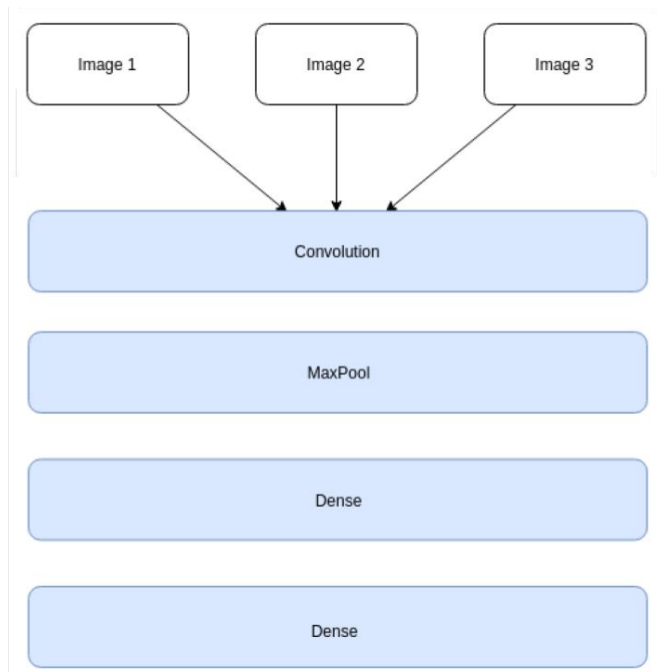 Image 1
Image 2
Image 3
Convolution
MaxPool
Dense
Dense